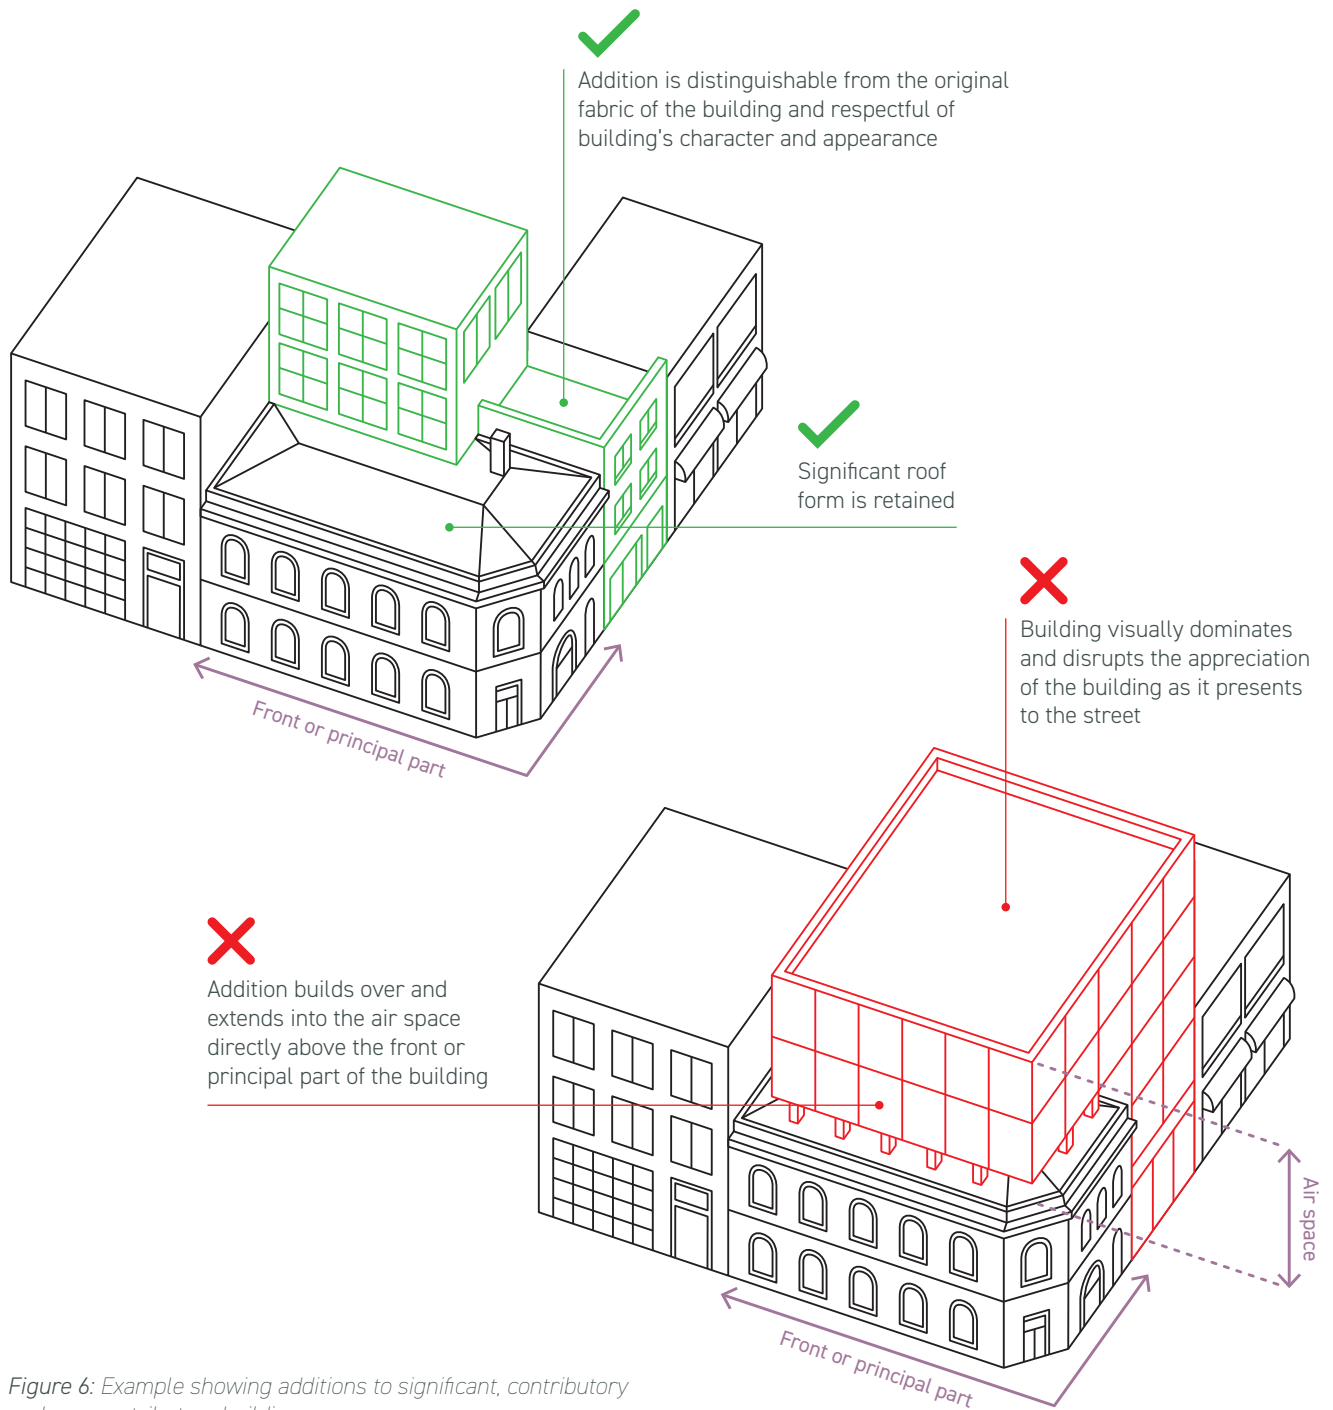 Addition is distinguishable from the original
fabric of the building and respectful of
building's character and appearance
Significant roof
form is retained
Front or principal part
Building visually dominates
and disrupts the appreciation
of the building as it presents
to the street
Addition builds over and
extends into the air space
directly above the front or
principal part of the building
Air space
Front or principal part
Figure 6: Example showing additions to significant, contributory